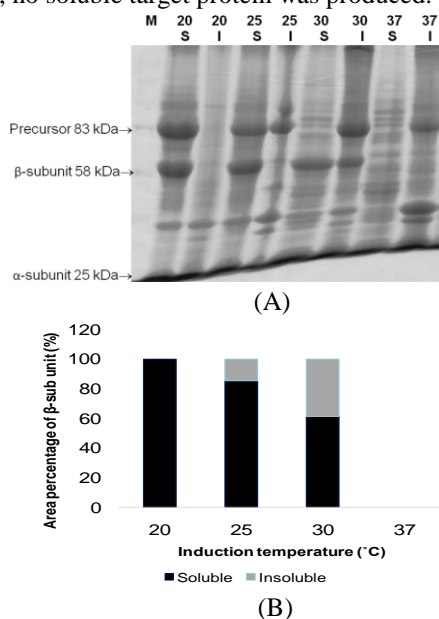 , no soluble target protein was produced.
M 20 20 25 25 30 30 37 37
S I S I S I S I
Precursor 83 kDa→
β-subunit 58 kDa→
α-subunit 25 kDa→
(A)
Area percentage of β-sub unit (%)
120
100
80
60
40
20
0
20 25 30 37
Induction temperature (˚C)
Soluble Insoluble
(B)